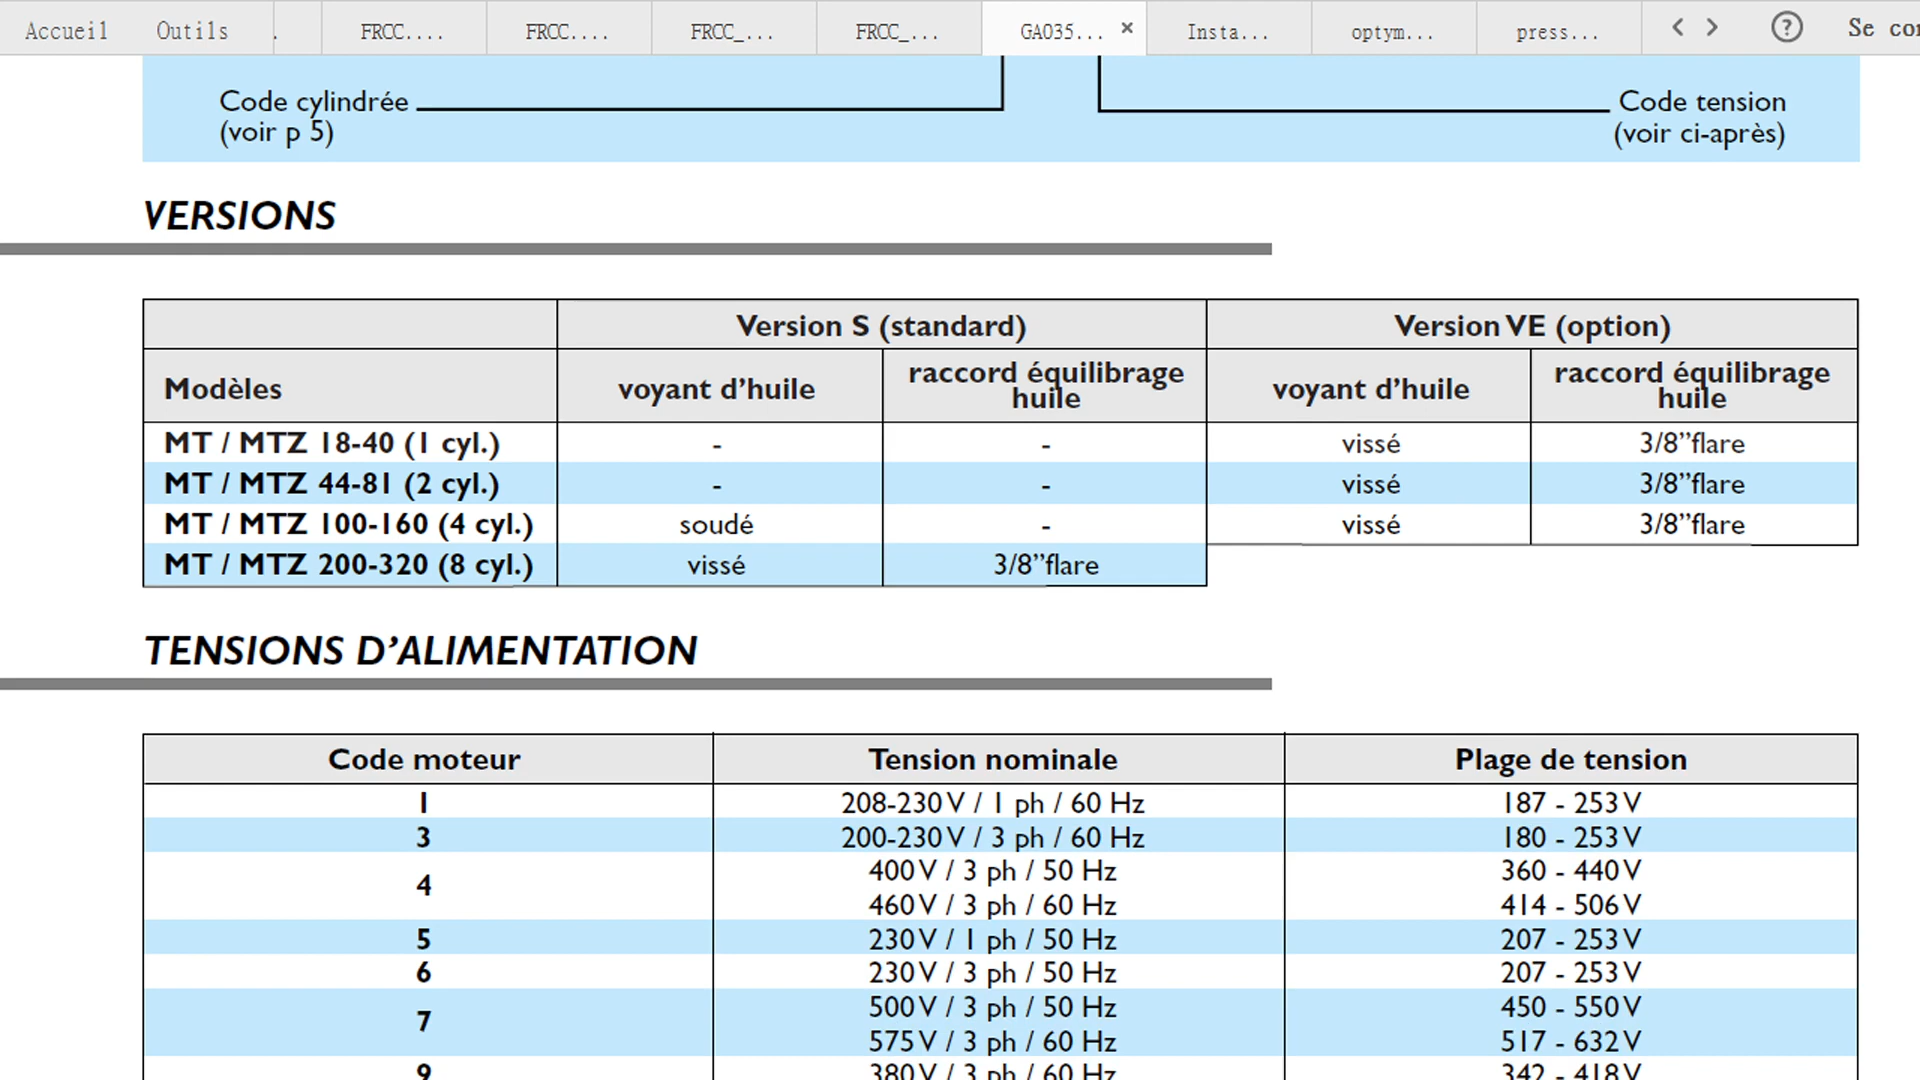 Accueil Outils . FRCC.... FRCC.... FRCC_... FRCC_... GA035... × Insta... optym... press... ? Se con
Code cylindrée
(voir p 5)
Code tension
(voir ci-après)
VERSIONS
Version S (standard) Version VE (option)
Modèles voyant d’huile raccord équilibrage huile voyant d’huile raccord équilibrage huile
MT / MTZ 18-40 (1 cyl.) - - vissé 3/8”flare
MT / MTZ 44-81 (2 cyl.) - - vissé 3/8”flare
MT / MTZ 100-160 (4 cyl.) soudé - vissé 3/8”flare
MT / MTZ 200-320 (8 cyl.) vissé 3/8”flare
TENSIONS D’ALIMENTATION
Code moteur Tension nominale Plage de tension
1 208-230 V / 1 ph / 60 Hz 187 - 253 V
3 200-230 V / 3 ph / 60 Hz 180 - 253 V
4 400 V / 3 ph / 50 Hz 360 - 440 V
460 V / 3 ph / 60 Hz 414 - 506 V
5 230 V / 1 ph / 50 Hz 207 - 253 V
6 230 V / 3 ph / 50 Hz 207 - 253 V
7 500 V / 3 ph / 50 Hz 450 - 550 V
575 V / 3 ph / 60 Hz 517 - 632 V
9 380 V / 3 ph / 60 Hz 342 - 418 V